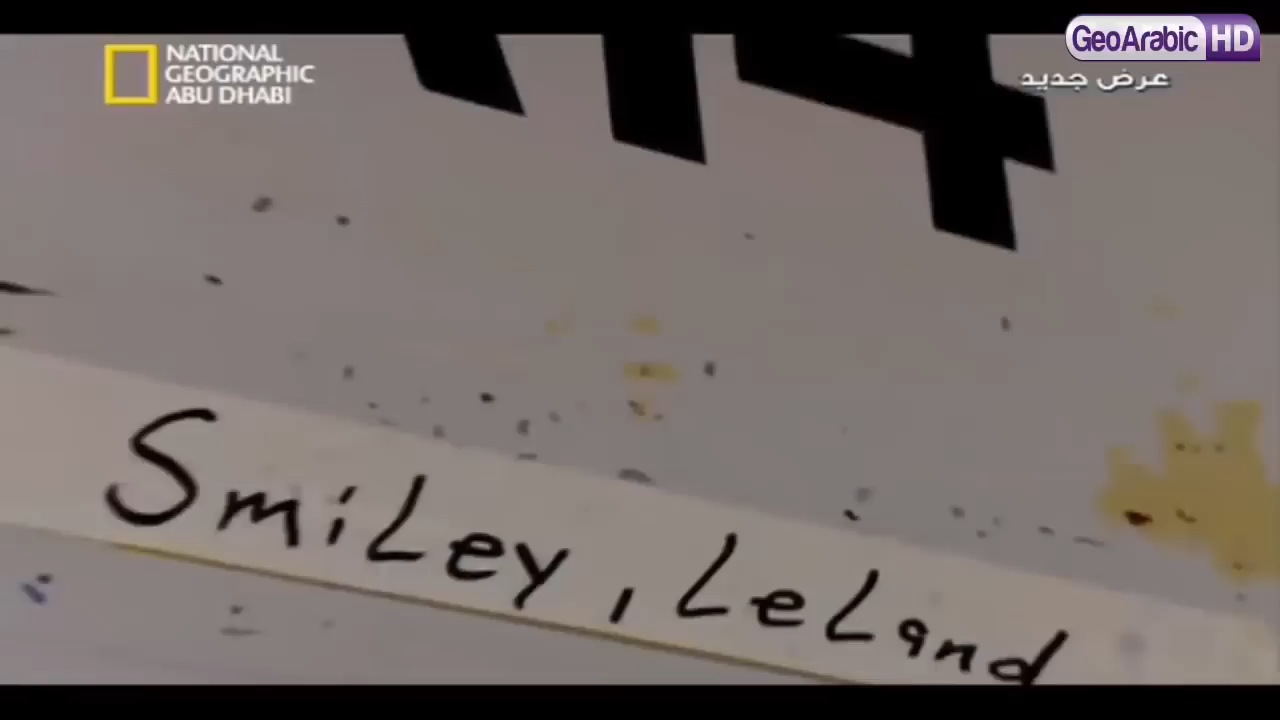 NATIONAL
GEOGRAPHIC
ABU DHABI
GeoArabic HD
عرض جديد
Smiley, Leland